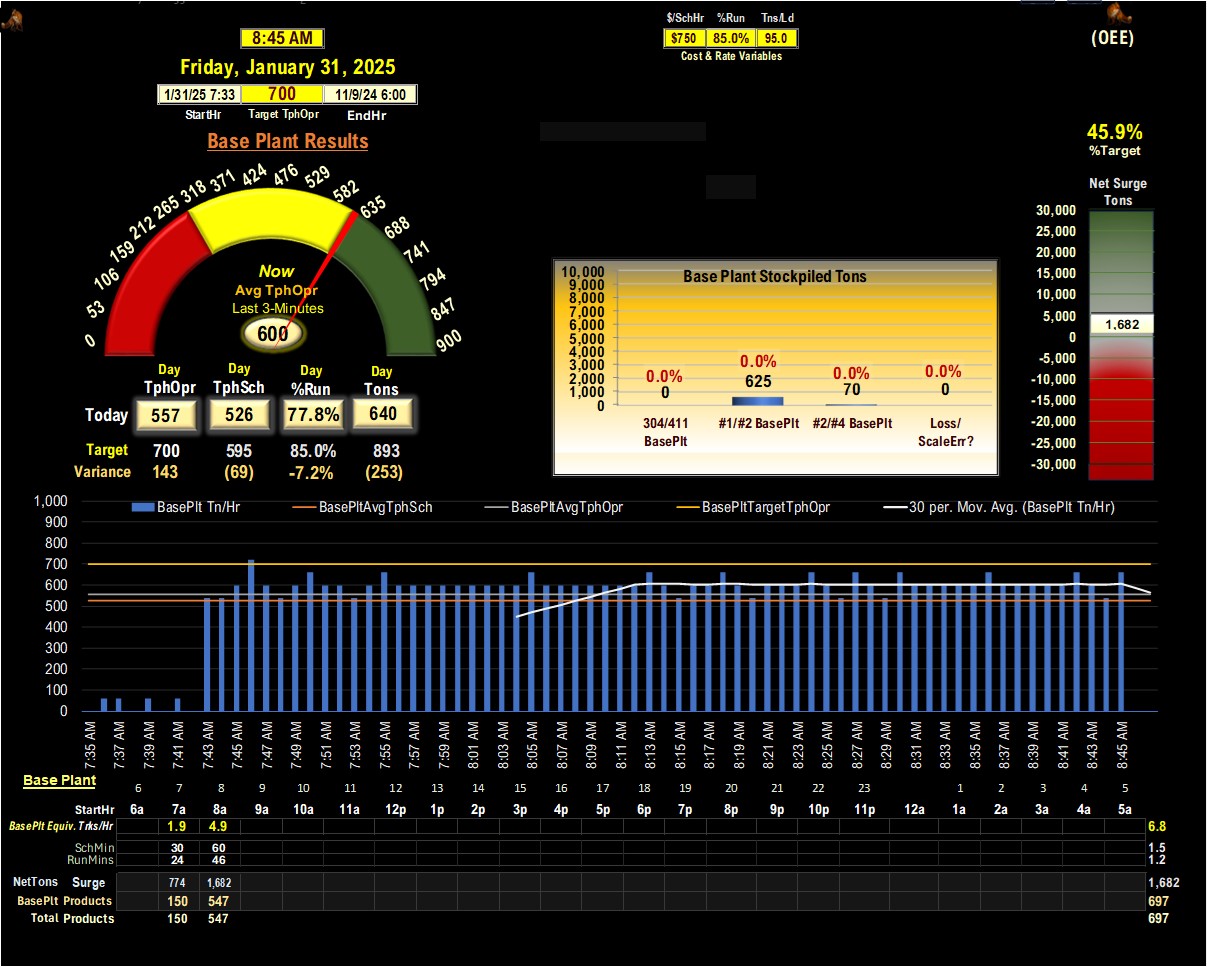 $/SchHr %Run Tns/Ld
8:45 AM $750 85.0% 95.0 (OEE)
Cost & Rate Variables
Friday, January 31, 2025
1/31/25 7:33 700 11/9/24 6:00
StartHr Target TphOpr EndHr
Base Plant Results
45.9%
%Target
Net Surge
Tons
0 53 106 159 212 265 318 371 424 476 529 582 635 688 741 794 847 900
Now
Avg TphOpr
Last 3-Minutes
600
Base Plant Stockpiled Tons
10,000
9,000
8,000
7,000
6,000
5,000
4,000
3,000
2,000
1,000
0
0.0% 0.0% 0.0% 0.0%
0 625 70 0
304/411 BasePlt #1/#2 BasePlt #2/#4 BasePlt Loss/ ScaleErr?
30,000
25,000
20,000
15,000
10,000
5,000
0
-5,000
-10,000
-15,000
-20,000
-25,000
-30,000
1,682
Day Day Day Day
TphOpr TphSch %Run Tons
Today 557 526 77.8% 640
Target 700 595 85.0% 893
Variance 143 (69) -7.2% (253)
BasePlt Tn/Hr BasePltAvgTphSch BasePltAvgTphOpr BasePltTargetTphOpr 30 per. Mov. Avg. (BasePlt Tn/Hr)
1,000
900
800
700
600
500
400
300
200
100
0
7:35 AM 7:37 AM 7:39 AM 7:41 AM 7:43 AM 7:45 AM 7:47 AM 7:49 AM 7:51 AM 7:53 AM 7:55 AM 7:57 AM 7:59 AM 8:01 AM 8:03 AM 8:05 AM 8:07 AM 8:09 AM 8:11 AM 8:13 AM 8:15 AM 8:17 AM 8:19 AM 8:21 AM 8:23 AM 8:25 AM 8:27 AM 8:29 AM 8:31 AM 8:33 AM 8:35 AM 8:37 AM 8:39 AM 8:41 AM 8:43 AM 8:45 AM
Base Plant
6 7 8 9 10 11 12 13 14 15 16 17 18 19 20 21 22 23 1 2 3 4 5
StartHr 6a 7a 8a 9a 10a 11a 12p 1p 2p 3p 4p 5p 6p 7p 8p 9p 10p 11p 12a 1a 2a 3a 4a 5a
BasePlt Equiv. Trks/Hr 1.9 4.9 6.8
SchMin 30 60 1.5
RunMins 24 46 1.2
NetTons Surge 774 1,682 1,682
BasePlt Products 150 547 697
Total Products 150 547 697